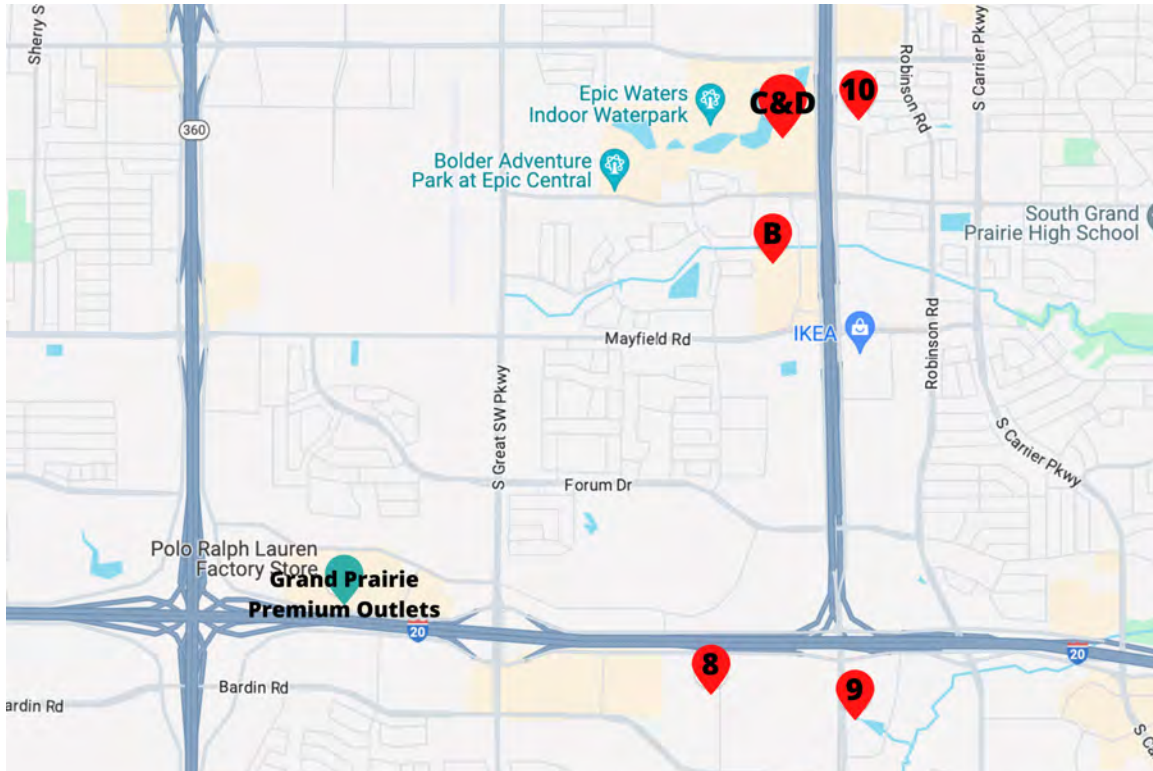 Sherry S
360
Epic Waters
Indoor Waterpark
C&D
10
Robinson Rd
S Carrier Pkwy
Bolder Adventure
Park at Epic Central
South Grand
Prairie High School
B
Mayfield Rd
IKEA
Robinson Rd
S Great SW Pkwy
S Carrier Pkwy
Forum Dr
Polo Ralph Lauren
Factory Store
Grand Prairie
Premium Outlets
20
20
8
9
Bardin Rd
ardin Rd
S Ca